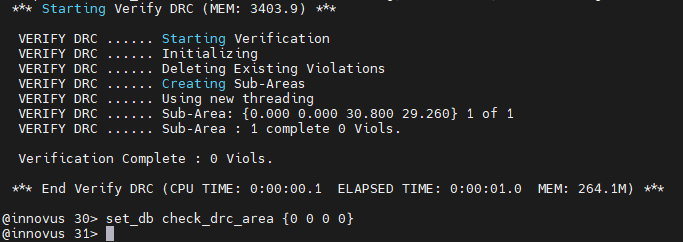 *** Starting Verify DRC (MEM: 3403.9) ***
VERIFY DRC ...... Starting Verification
VERIFY DRC ...... Initializing
VERIFY DRC ...... Deleting Existing Violations
VERIFY DRC ...... Creating Sub-Areas
VERIFY DRC ...... Using new threading
VERIFY DRC ...... Sub-Area: {0.000 0.000 30.800 29.260} 1 of 1
VERIFY DRC ...... Sub-Area : 1 complete 0 Viols.
Verification Complete : 0 Viols.
*** End Verify DRC (CPU TIME: 0:00:00.1  ELAPSED TIME: 0:00:01.0  MEM: 264.1M) ***
@innovus 30> set_db check_drc_area {0 0 0 0}
@innovus 31>